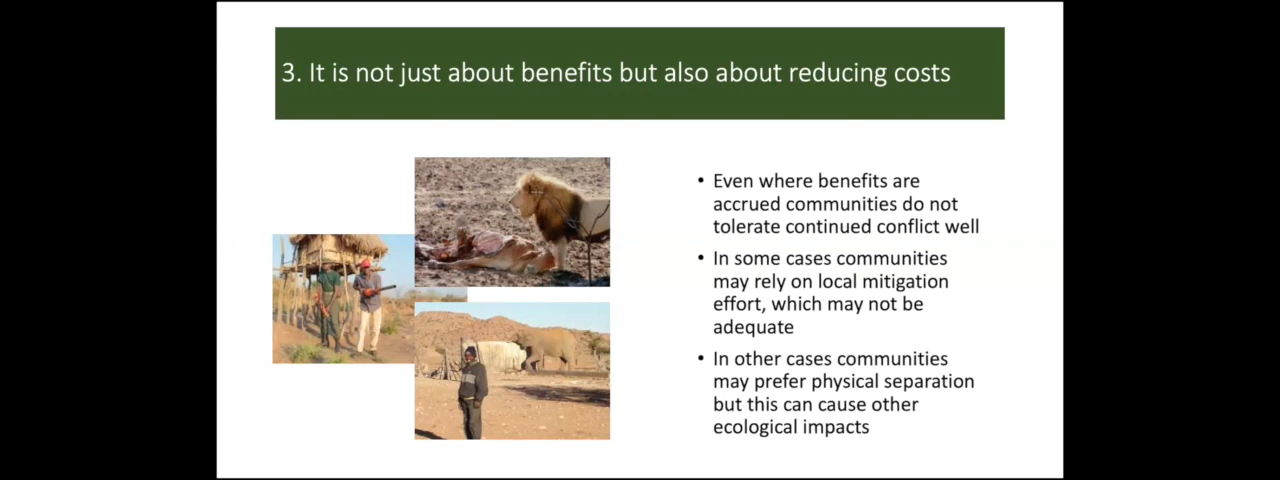 3. It is not just about benefits but also about reducing costs
• Even where benefits are
accrued communities do not
tolerate continued conflict well
• In some cases communities
may rely on local mitigation
effort, which may not be
adequate
• In other cases communities
may prefer physical separation
but this can cause other
ecological impacts